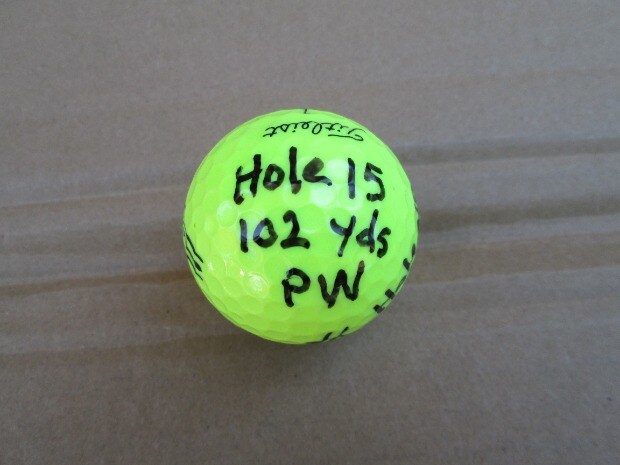 Titleist
Hole 15
102 yds
PW